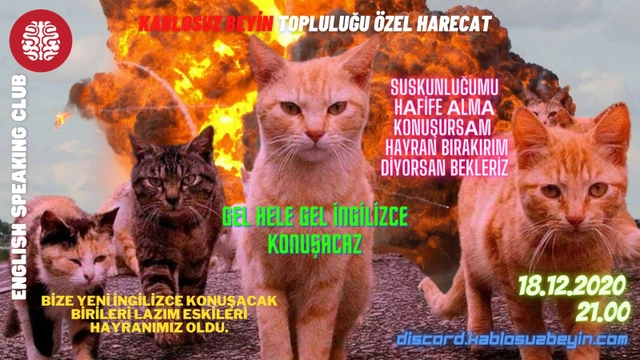 KABLOSUZ BEYİN TOPLULUĞU ÖZEL HARECAT
ENGLISH SPEAKING CLUB
SUSKUNLUĞUMU
HAFİFE ALMA
KONUŞURSAM
HAYRAN BIRAKIRIM
DİYORSAN BEKLERİZ
GEL HELE GEL İNGİLİZCE
KONUŞACAZ
BİZE YENİ İNGİLİZCE KONUŞACAK
BİRİLERİ LAZIM ESKİLERİ
HAYRANIMIZ OLDU.
18.12.2020
21.00
discord.kablosuzbeyin.com